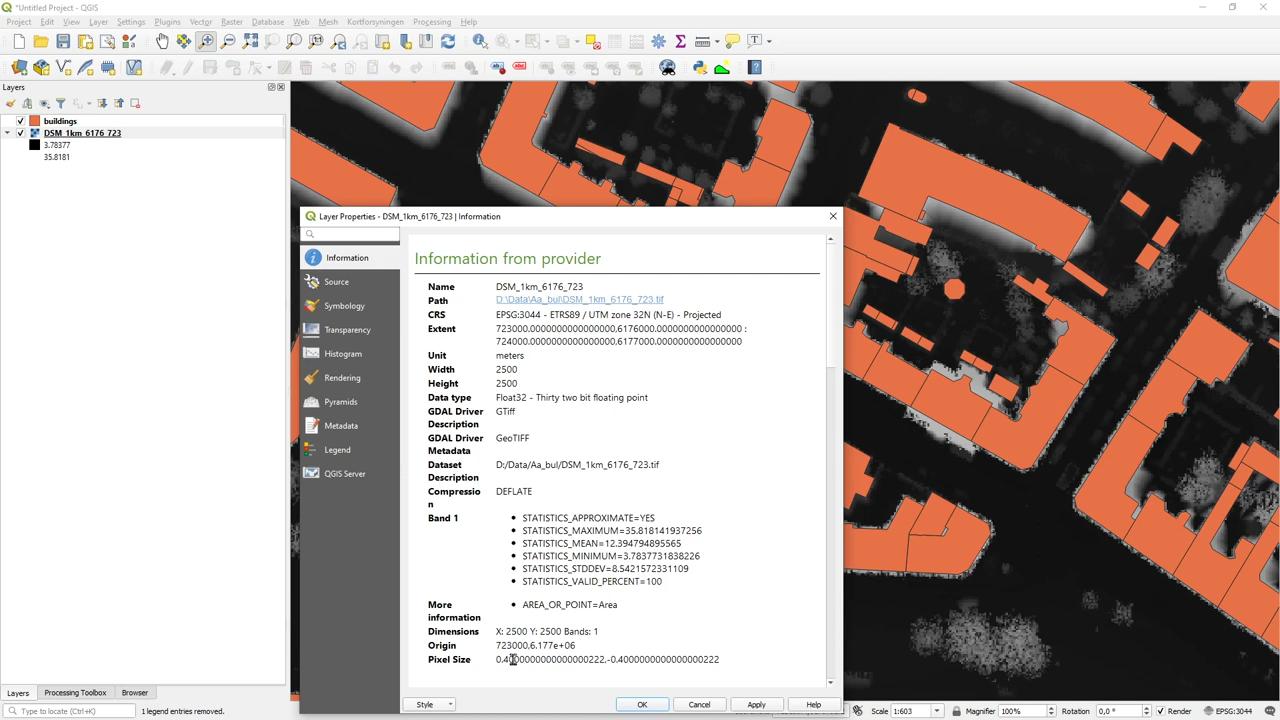 *Untitled Project - QGIS
Project Edit View Layer Settings Plugins Vector Raster Database Web Mesh Kortforsyningen Processing Help
Layers
buildings
DSM_1km_6176_723
3.78377
35.8181
Layer Properties - DSM_1km_6176_723 | Information
Information
Source
Symbology
Transparency
Histogram
Rendering
Pyramids
Metadata
Legend
QGIS Server
Information from provider
Name DSM_1km_6176_723
Path D:\Data\Aa_bul\DSM_1km_6176_723.tif
CRS EPSG:3044 - ETRS89 / UTM zone 32N (N-E) - Projected
Extent 723000.0000000000000000,6176000.0000000000000000 :
724000.0000000000000000,6177000.0000000000000000
Unit meters
Width 2500
Height 2500
Data type Float32 - Thirty two bit floating point
GDAL Driver GTiff
Description
GDAL Driver GeoTIFF
Metadata
Dataset D:/Data/Aa_bul/DSM_1km_6176_723.tif
Description
Compressio DEFLATE
n
Band 1 • STATISTICS_APPROXIMATE=YES
• STATISTICS_MAXIMUM=35.818141937256
• STATISTICS_MEAN=12.394794895565
• STATISTICS_MINIMUM=3.7837731838226
• STATISTICS_STDDEV=8.5421572331109
• STATISTICS_VALID_PERCENT=100
More • AREA_OR_POINT=Area
information
Dimensions X: 2500 Y: 2500 Bands: 1
Origin 723000,6.177e+06
Pixel Size 0.4000000000000000222,-0.4000000000000000222
Style OK Cancel Apply Help
Layers Processing Toolbox Browser
Type to locate (Ctrl+K) 1 legend entries removed. Scale 1:603 Magnifier 100% Rotation 0,0 ° Render EPSG:3044